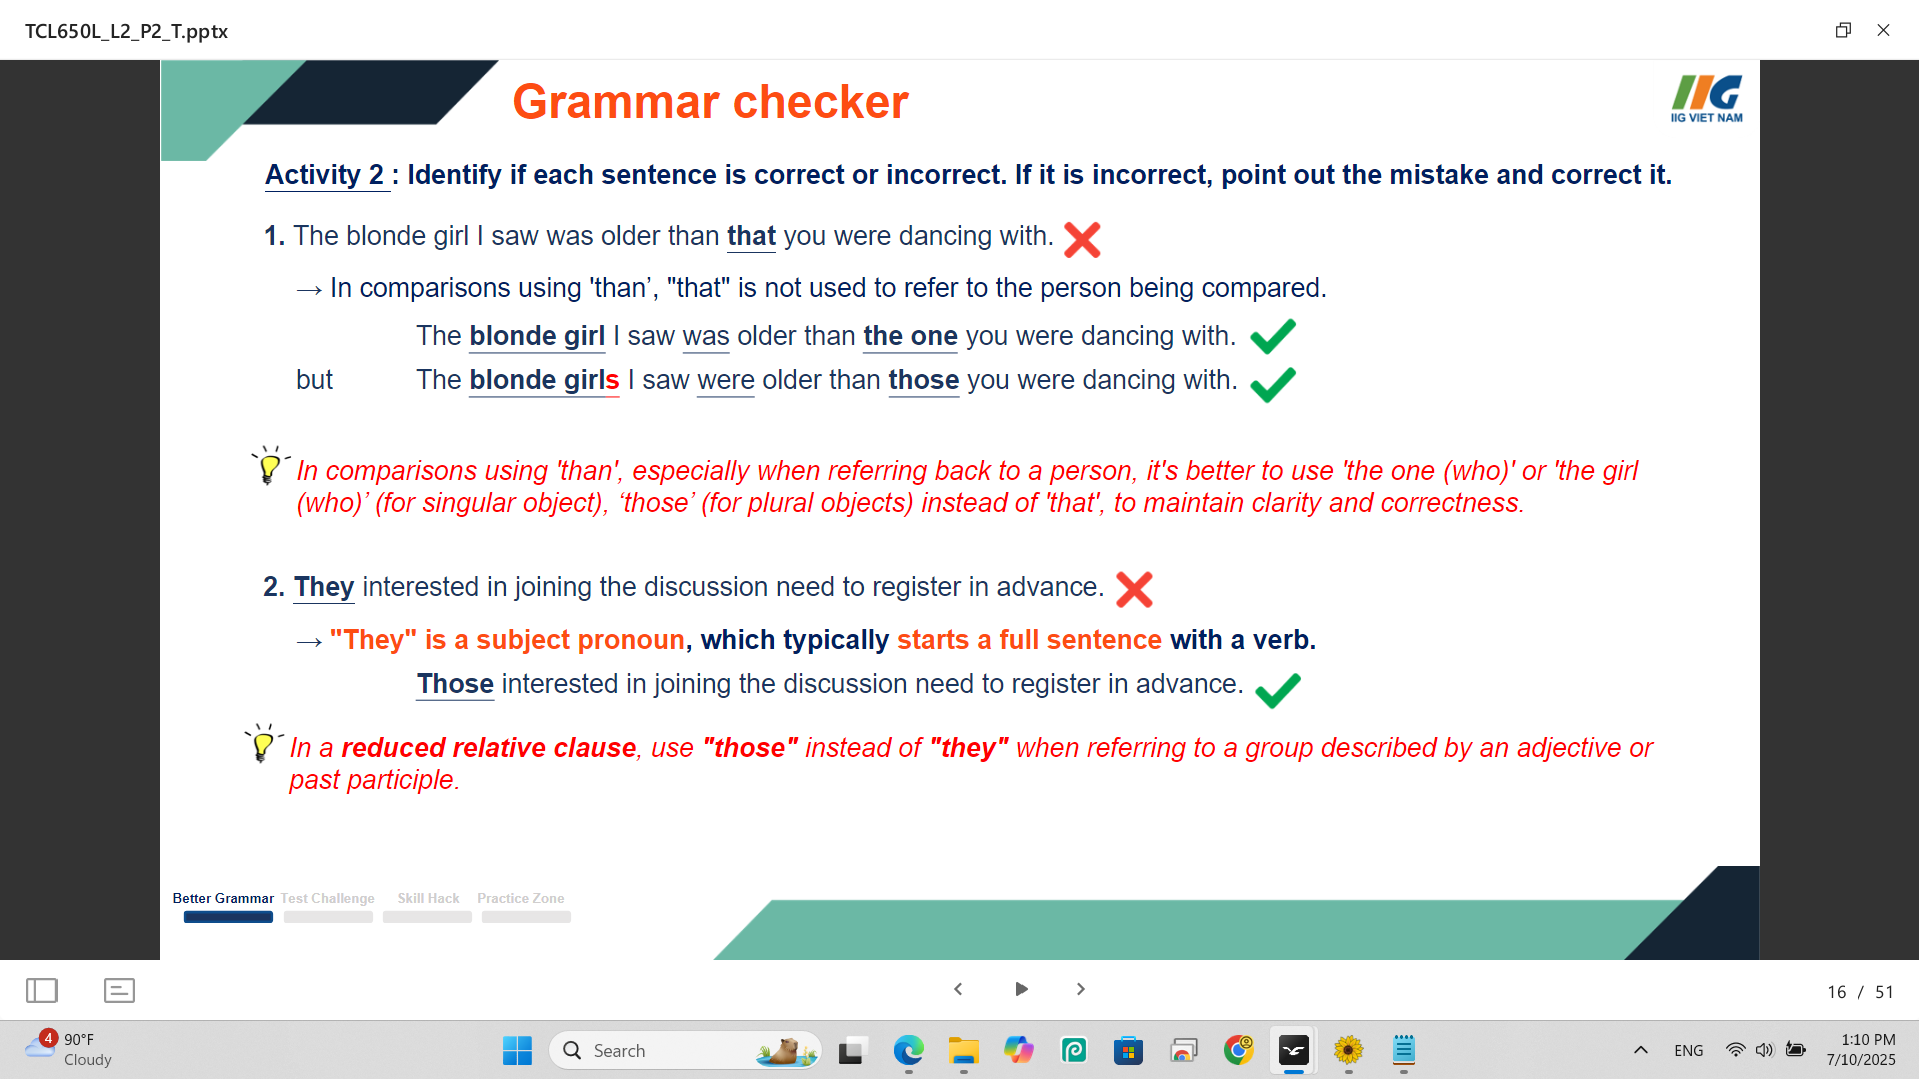 TCL650L_L2_P2_T.pptx
Grammar checker
IIG VIET NAM
Activity 2 : Identify if each sentence is correct or incorrect. If it is incorrect, point out the mistake and correct it.
1. The blonde girl I saw was older than that you were dancing with.
→ In comparisons using 'than’, "that" is not used to refer to the person being compared.
The blonde girl I saw was older than the one you were dancing with.
but The blonde girls I saw were older than those you were dancing with.
In comparisons using 'than', especially when referring back to a person, it's better to use 'the one (who)' or 'the girl
(who)’ (for singular object), ‘those’ (for plural objects) instead of 'that', to maintain clarity and correctness.
2. They interested in joining the discussion need to register in advance.
→ "They" is a subject pronoun, which typically starts a full sentence with a verb.
Those interested in joining the discussion need to register in advance.
In a reduced relative clause, use "those" instead of "they" when referring to a group described by an adjective or
past participle.
Better Grammar Test Challenge Skill Hack Practice Zone
16 / 51
4
90°F
Cloudy
Search
ENG
1:10 PM
7/10/2025